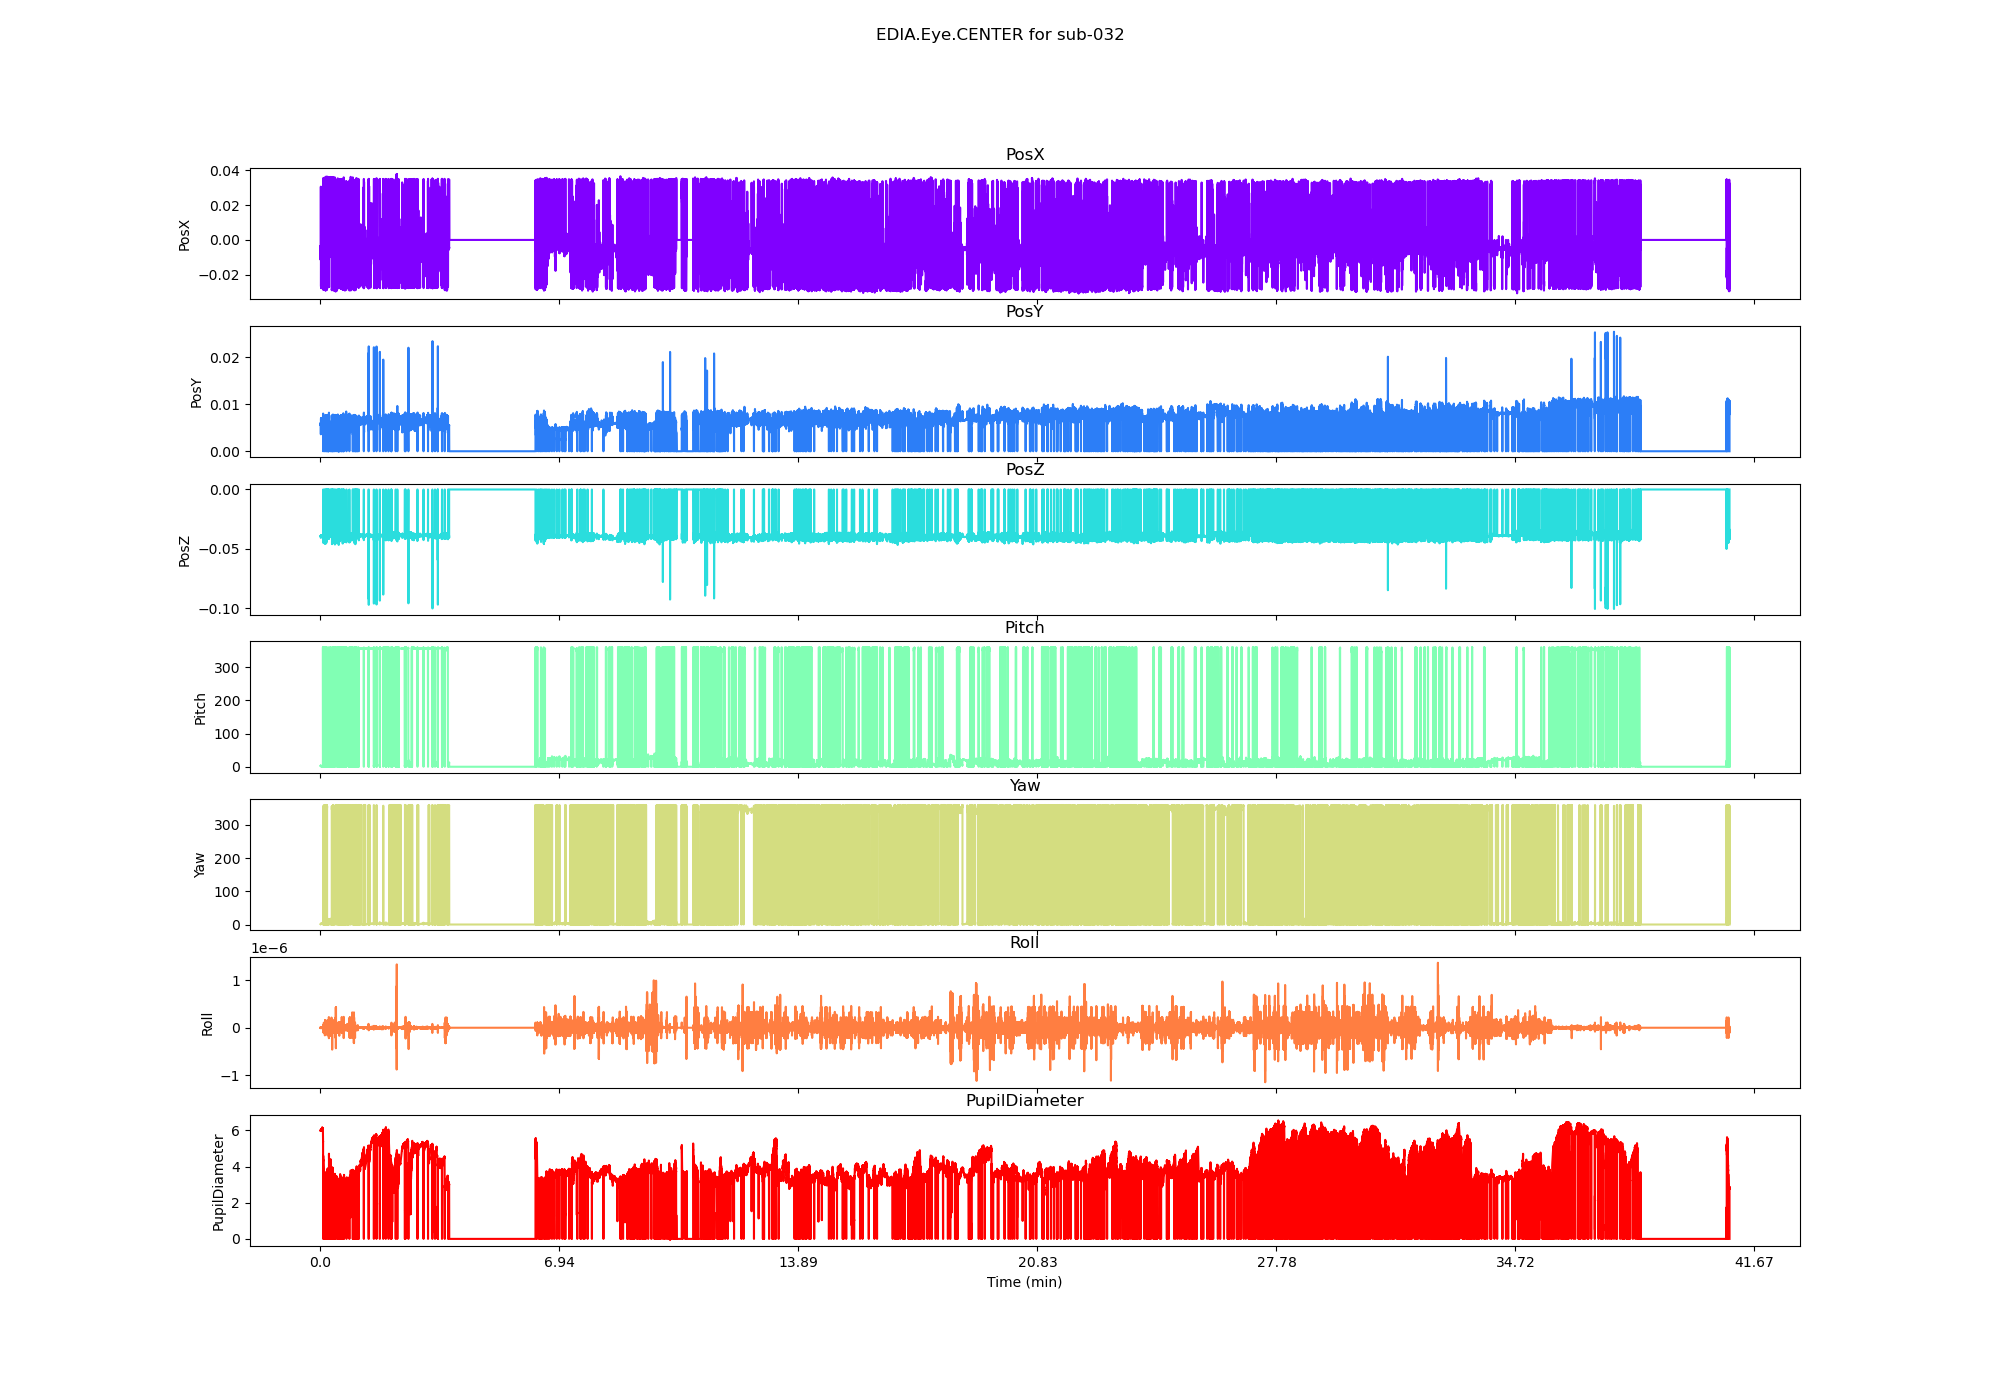 EDIA.Eye.CENTER for sub-032
PosX
PosX
0.04
0.02
0.00
−0.02
PosY
PosY
0.02
0.01
0.00
PosZ
PosZ
0.00
−0.05
−0.10
Pitch
Pitch
300
200
100
0
Yaw
Yaw
300
200
100
0
1e−6
Roll
Roll
1
0
−1
PupilDiameter
PupilDiameter
6
4
2
0
0.0 6.94 13.89 20.83 27.78 34.72 41.67
Time (min)